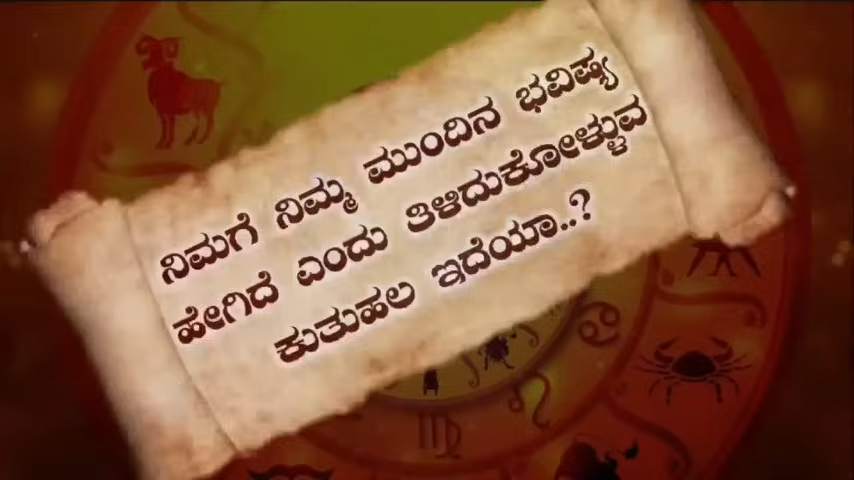 ನಿಮಗೆ ನಿಮ್ಮ ಮುಂದಿನ ಭವಿಷ್ಯ
ಹೇಗಿದೆ ಎಂದು ತಿಳಿದುಕೋಳ್ಳುವ
ಕುತುಹಲ ಇದೆಯಾ..?